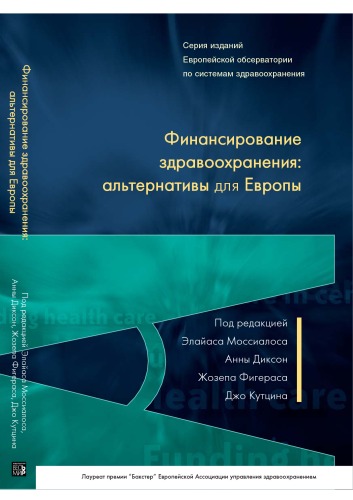 Серия изданий
Европейской обсерватории
по системам здравоохранения
Финансирование
здравоохранения:
альтернативы для Европы
Под редакцией
Элайаса Моссиалоса
Анны Диксон
Жозепа Фигераса
Джо Кутцина
Лауреат премии "Бакстер" Европейской Ассоциации управления здравоохранением
Финансирование здравоохранения:
альтернативы для Европы
Под редакцией Элайаса Моссиалоса,
Анны Диксон, Жозепа Фигераса, Джо Кутцина
health care
Funding in